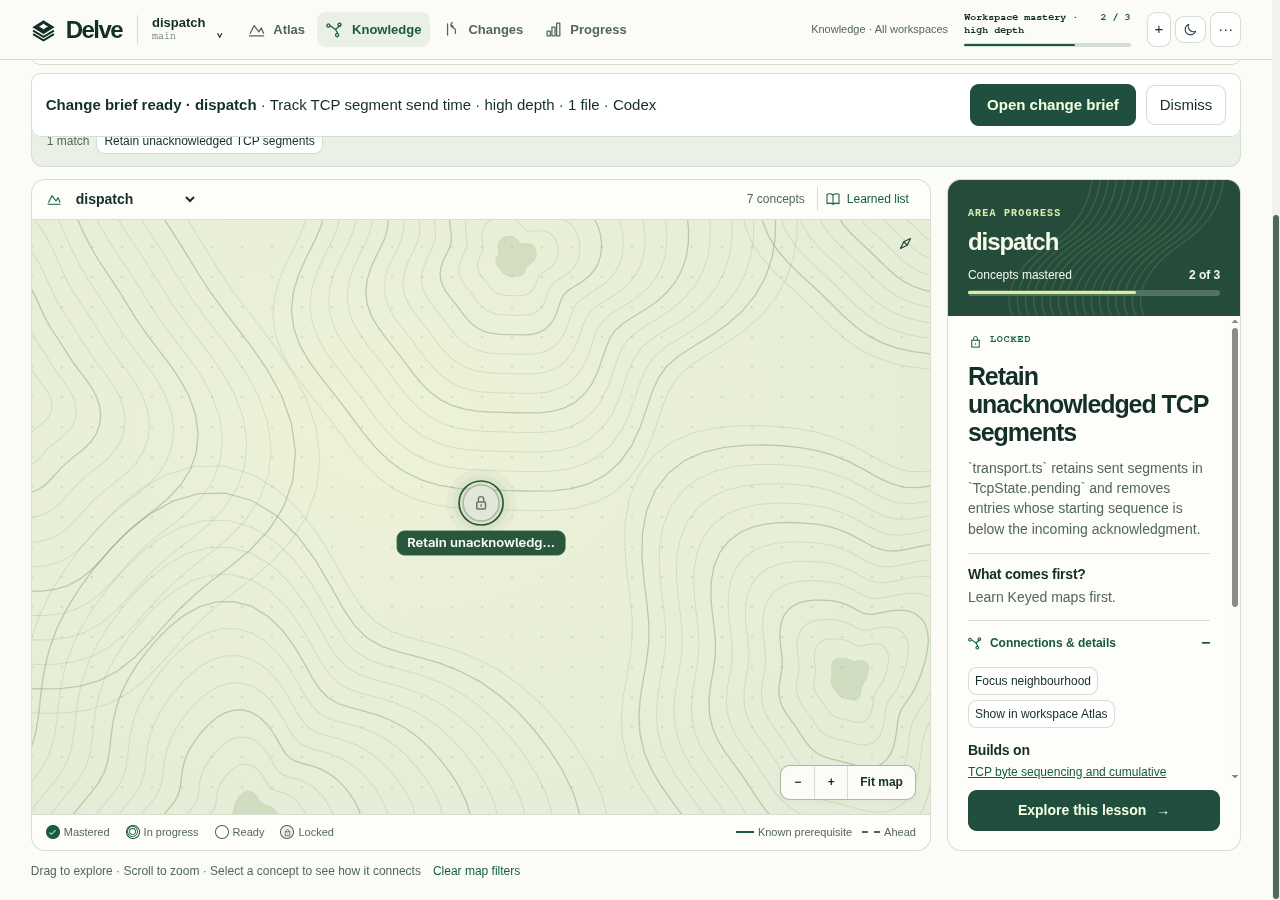 Delve
dispatch
main
Atlas
Knowledge
Changes
Progress
Knowledge · All workspaces
Workspace mastery · high depth
2 / 3
+
···
Change brief ready · dispatch · Track TCP segment send time · high depth · 1 file · Codex
Open change brief
Dismiss
1 match
Retain unacknowledged TCP segments
dispatch
7 concepts
Learned list
Retain unacknowledg...
−
+
Fit map
Mastered
In progress
Ready
Locked
Known prerequisite
Ahead
Drag to explore · Scroll to zoom · Select a concept to see how it connects
Clear map filters
AREA PROGRESS
dispatch
Concepts mastered
2 of 3
LOCKED
Retain
unacknowledged TCP
segments
`transport.ts` retains sent segments in
`TcpState.pending` and removes
entries whose starting sequence is
below the incoming acknowledgment.
What comes first?
Learn Keyed maps first.
Connections & details
−
Focus neighbourhood
Show in workspace Atlas
Builds on
TCP byte sequencing and cumulative
Explore this lesson →